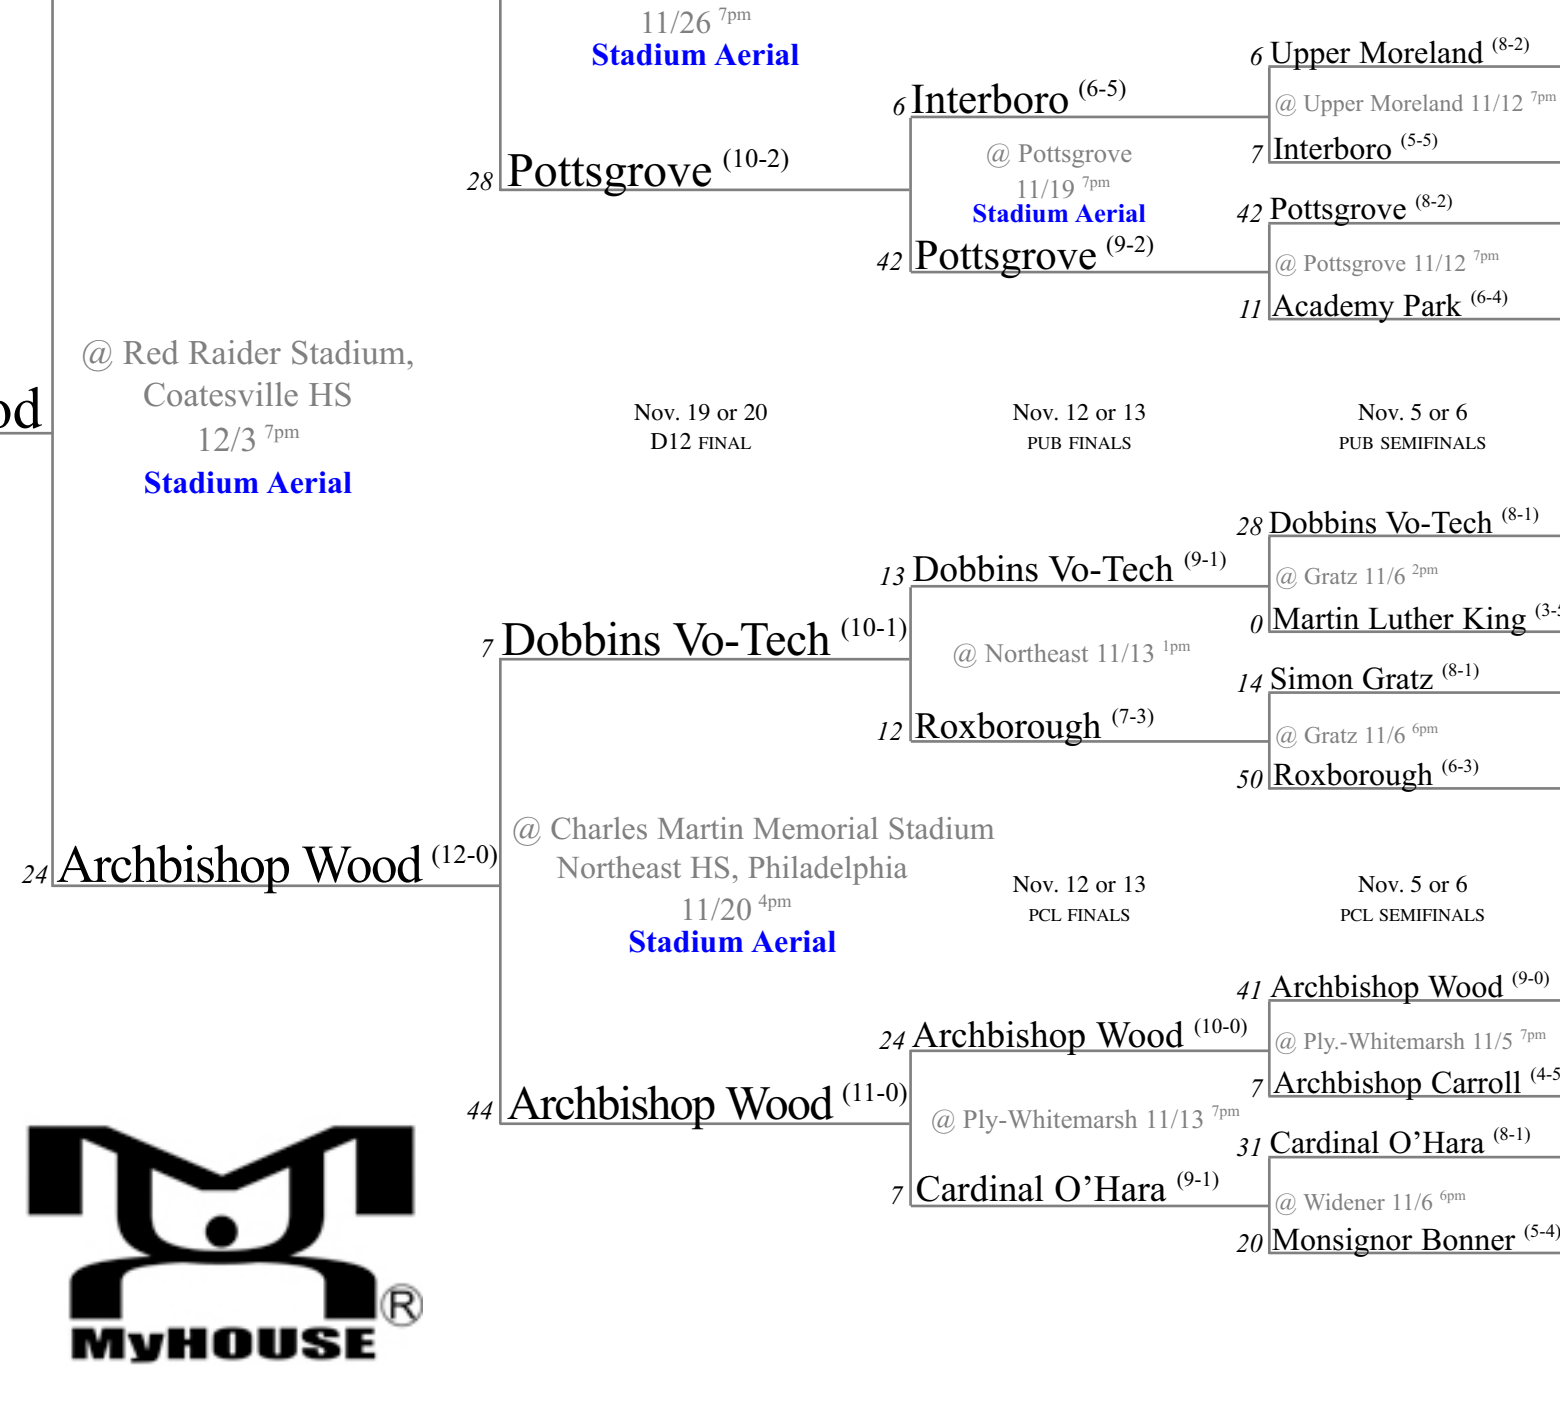 11/26 7pm
Stadium Aerial
28 Pottsgrove (10-2)
6 Interboro (6-5)
@ Pottsgrove
11/19 7pm
Stadium Aerial
42 Pottsgrove (9-2)
6 Upper Moreland (8-2)
@ Upper Moreland 11/12 7pm
7 Interboro (5-5)
42 Pottsgrove (8-2)
@ Pottsgrove 11/12 7pm
11 Academy Park (6-4)
od
@ Red Raider Stadium,
Coatesville HS
12/3 7pm
Stadium Aerial
Nov. 19 or 20
D12 FINAL
Nov. 12 or 13
PUB FINALS
Nov. 5 or 6
PUB SEMIFINALS
28 Dobbins Vo-Tech (8-1)
@ Gratz 11/6 2pm
0 Martin Luther King (3-5
13 Dobbins Vo-Tech (9-1)
@ Northeast 11/13 1pm
12 Roxborough (7-3)
14 Simon Gratz (8-1)
@ Gratz 11/6 6pm
50 Roxborough (6-3)
7 Dobbins Vo-Tech (10-1)
@ Charles Martin Memorial Stadium
Northeast HS, Philadelphia
11/20 4pm
Stadium Aerial
24 Archbishop Wood (12-0)
Nov. 12 or 13
PCL FINALS
Nov. 5 or 6
PCL SEMIFINALS
41 Archbishop Wood (9-0)
@ Ply.-Whitemarsh 11/5 7pm
7 Archbishop Carroll (4-5
24 Archbishop Wood (10-0)
@ Ply-Whitemarsh 11/13 7pm
7 Cardinal O’Hara (9-1)
31 Cardinal O’Hara (8-1)
@ Widener 11/6 6pm
20 Monsignor Bonner (5-4)
44 Archbishop Wood (11-0)
MyHOUSE ®